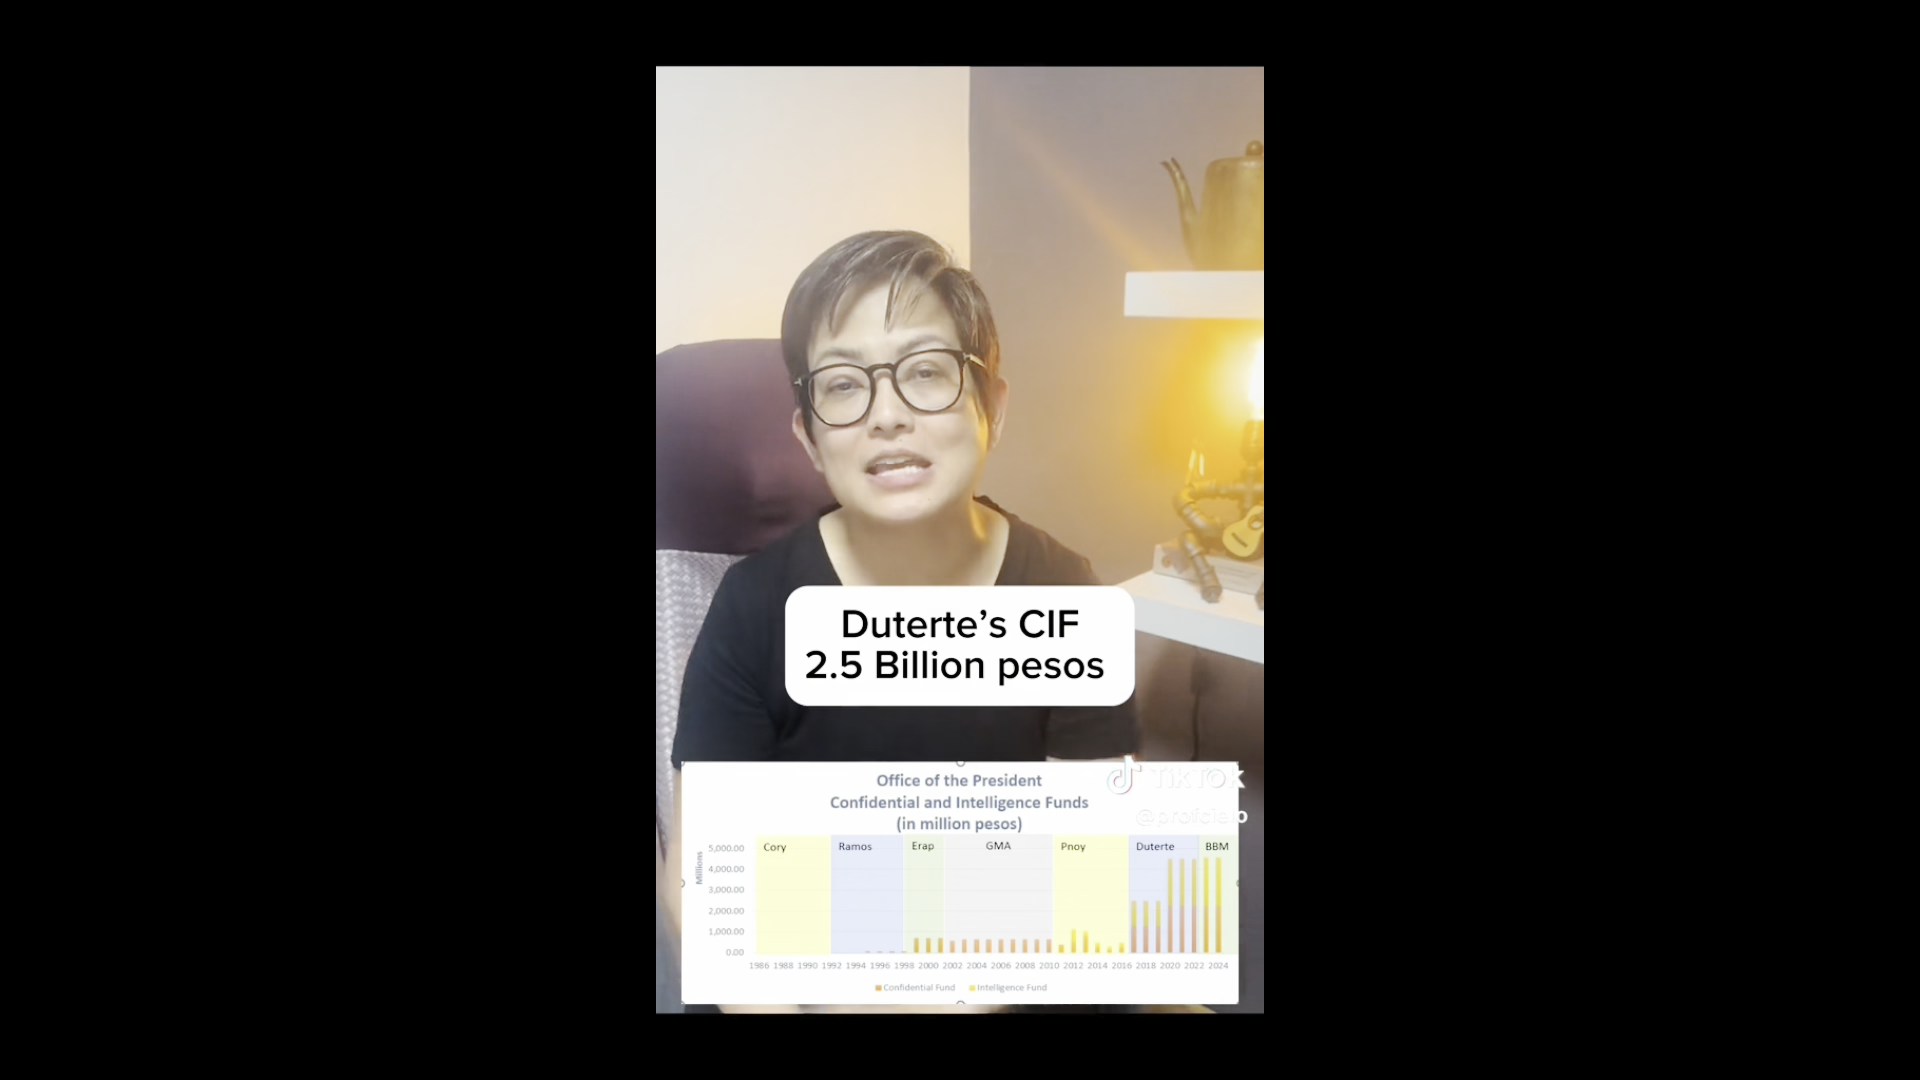 Duterte’s CIF
2.5 Billion pesos
TikTok
@profcielo
Office of the President
Confidential and Intelligence Funds
(in million pesos)
Cory
Ramos
Erap
GMA
Pnoy
Duterte
BBM
Millions
5,000.00
4,000.00
3,000.00
2,000.00
1,000.00
0.00
1986 1988 1990 1992 1994 1996 1998 2000 2002 2004 2006 2008 2010 2012 2014 2016 2018 2020 2022 2024
Confidential Fund Intelligence Fund